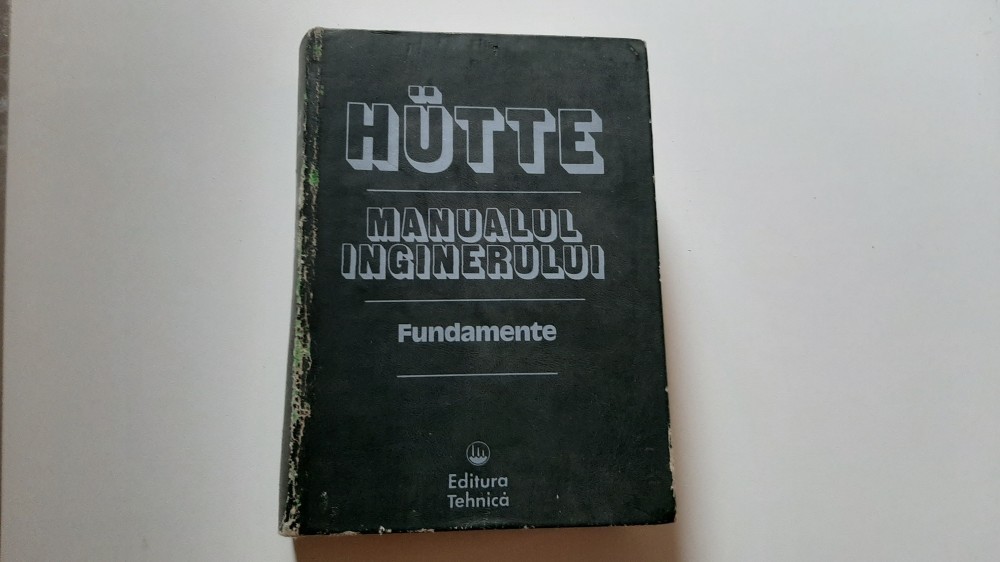 HÜTTE
MANUALUL
INGINERULUI
Fundamente
Editura
Tehnică